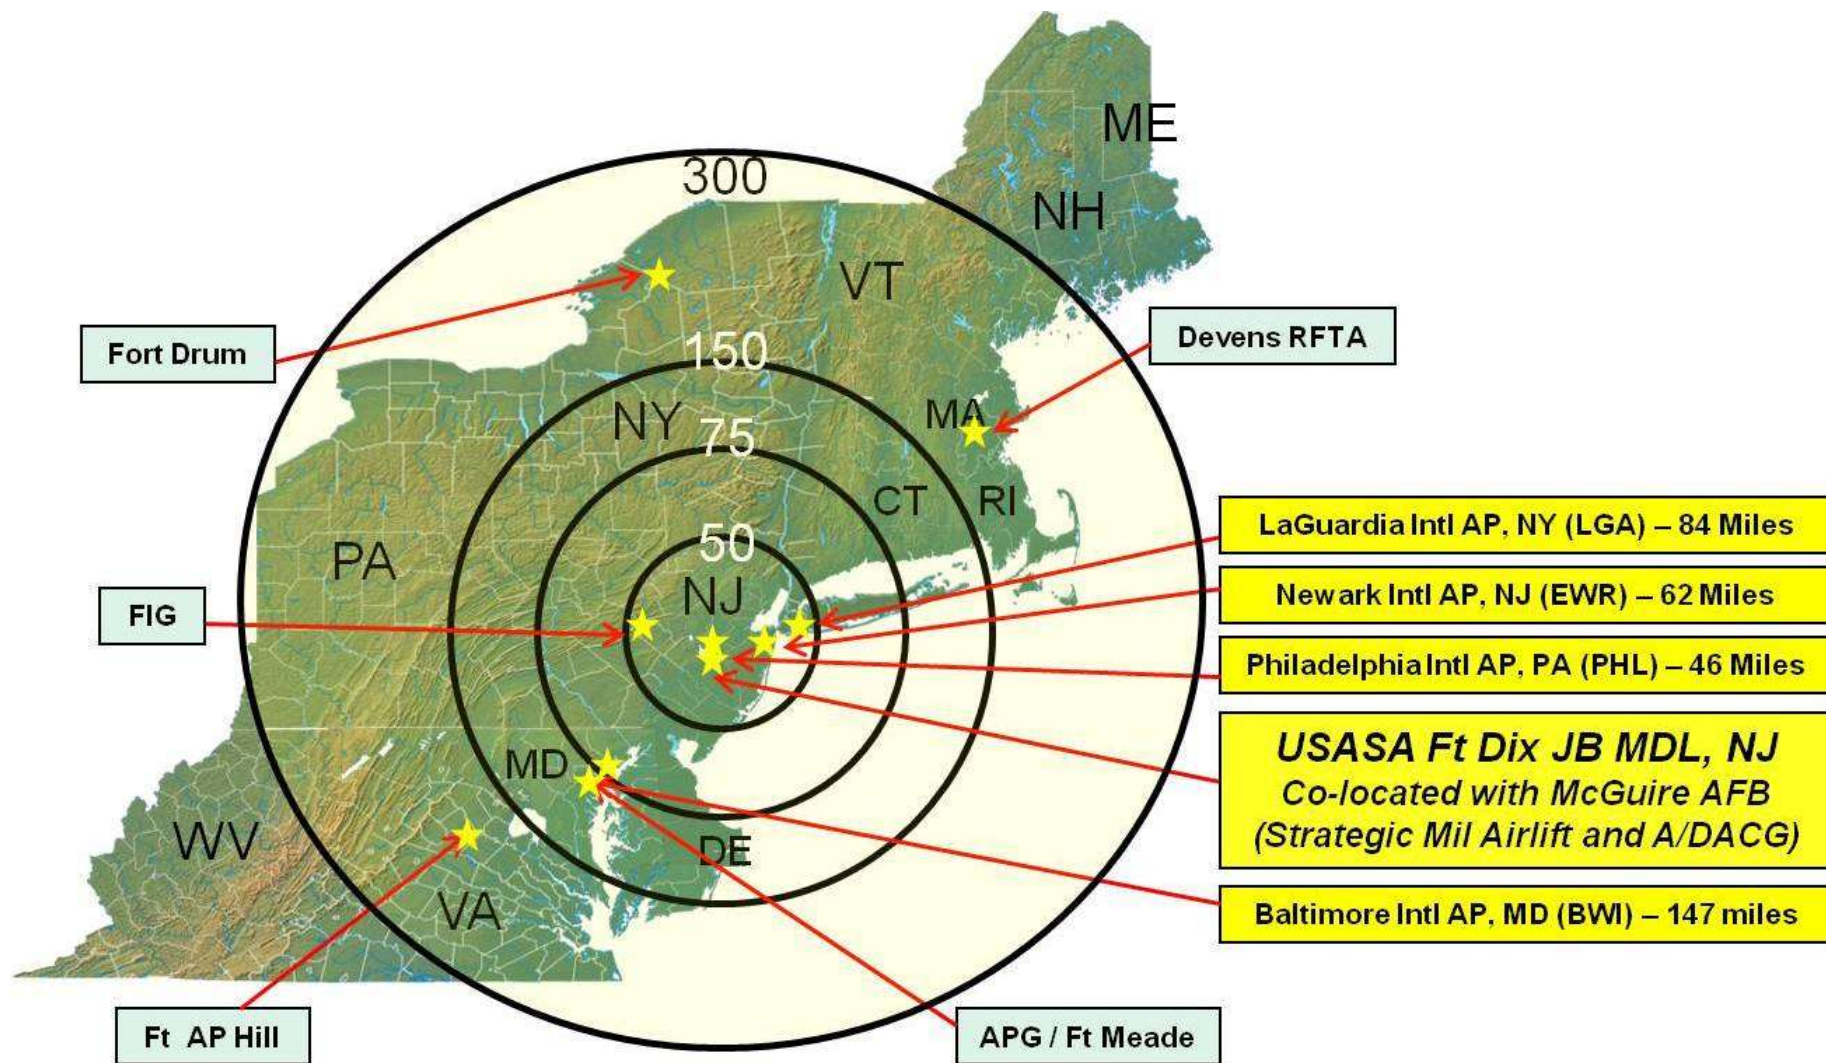 ME
300
NH
VT
Fort Drum
150
Devens RFTA
NY
MA
75
CT
RI
LaGuardia Intl AP, NY (LGA) – 84 Miles
50
PA
NJ
Newark Intl AP, NJ (EWR) – 62 Miles
FIG
Philadelphia Intl AP, PA (PHL) – 46 Miles
USASA Ft Dix JB MDL, NJ
Co-located with McGuire AFB
(Strategic Mil Airlift and A/DACG)
MD
WV
DE
VA
Baltimore Intl AP, MD (BWI) – 147 miles
Ft AP Hill
APG / Ft Meade